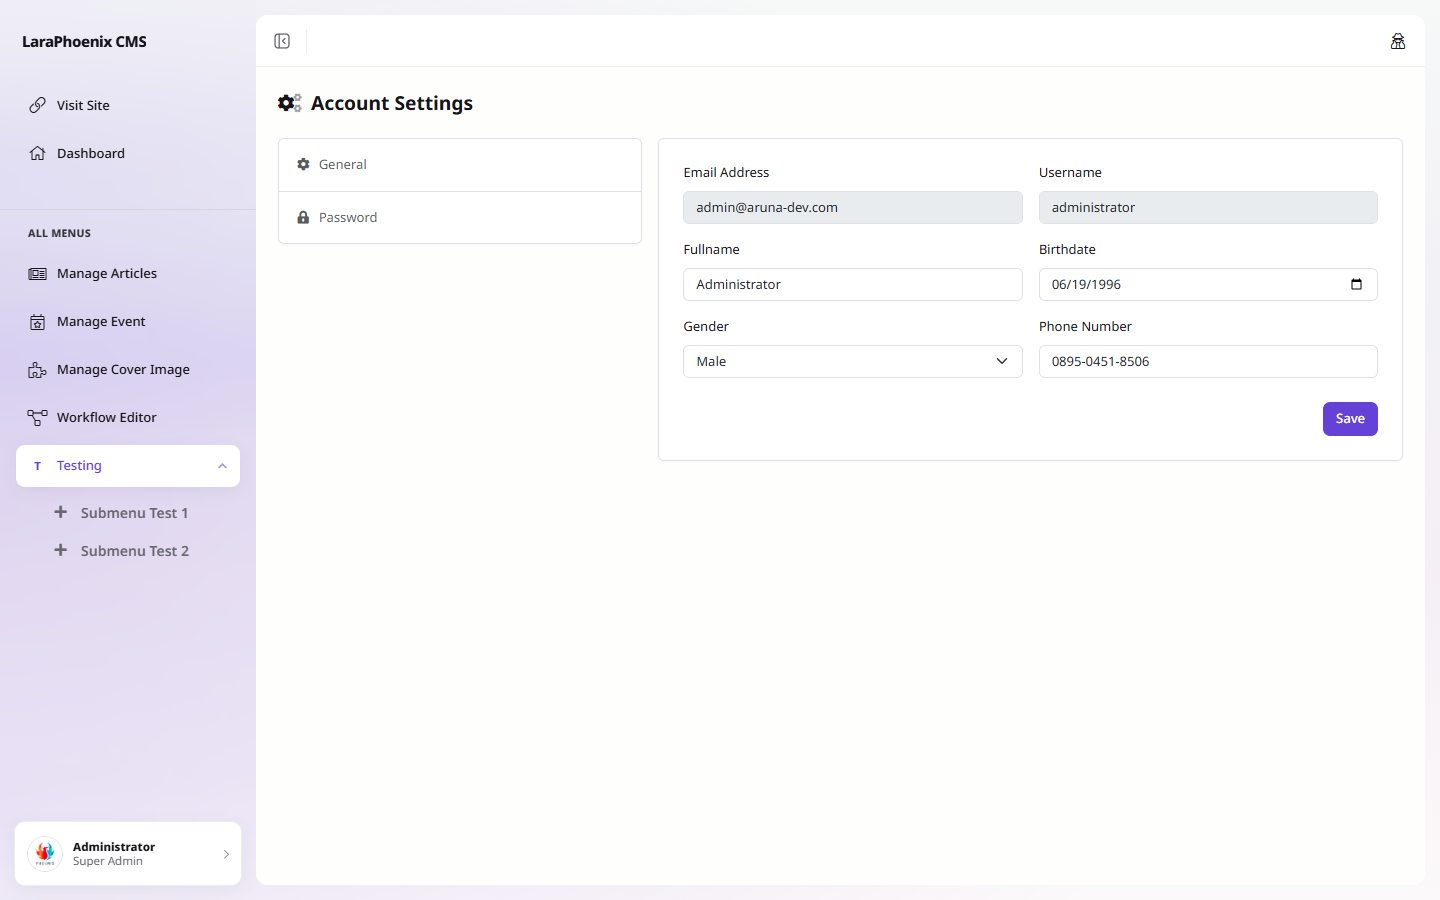 LaraPhoenix CMS
Visit Site
Dashboard
ALL MENUS
Manage Articles
Manage Event
Manage Cover Image
Workflow Editor
T Testing
Submenu Test 1
Submenu Test 2
Administrator
Super Admin
Account Settings
General
Password
Email Address
admin@aruna-dev.com
Username
administrator
Fullname
Administrator
Birthdate
06/19/1996
Gender
Male
Phone Number
0895-0451-8506
Save